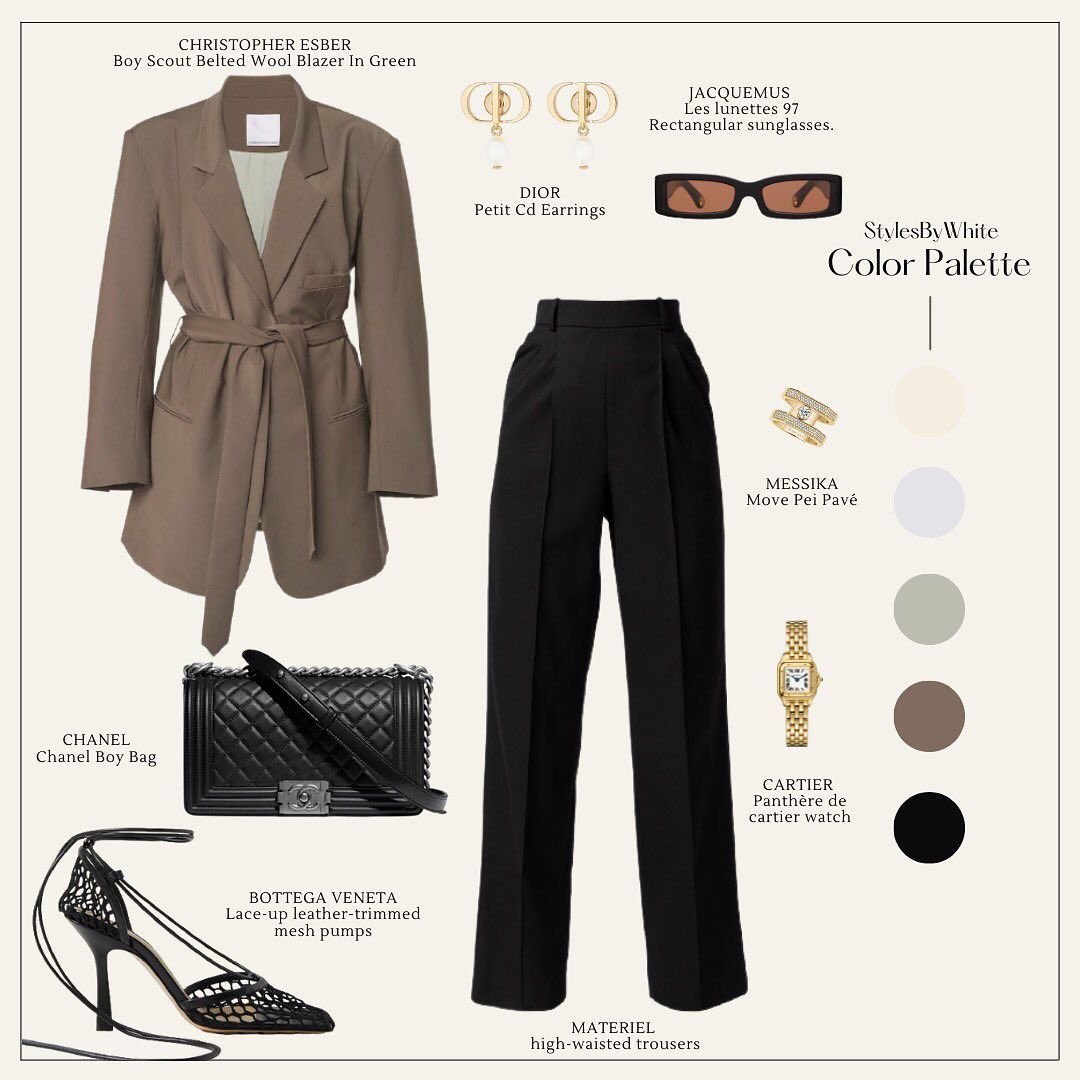 CHRISTOPHER ESBER
Boy Scout Belted Wool Blazer In Green
JACQUEMUS
Les lunettes 97
Rectangular sunglasses.
DIOR
Petit Cd Earrings
StylesByWhite
Color Palette
MESSIKA
Move Pei Pavé
CHANEL
Chanel Boy Bag
CARTIER
Panthère de
cartier watch
BOTTEGA VENETA
Lace-up leather-trimmed
mesh pumps
MATERIEL
high-waisted trousers